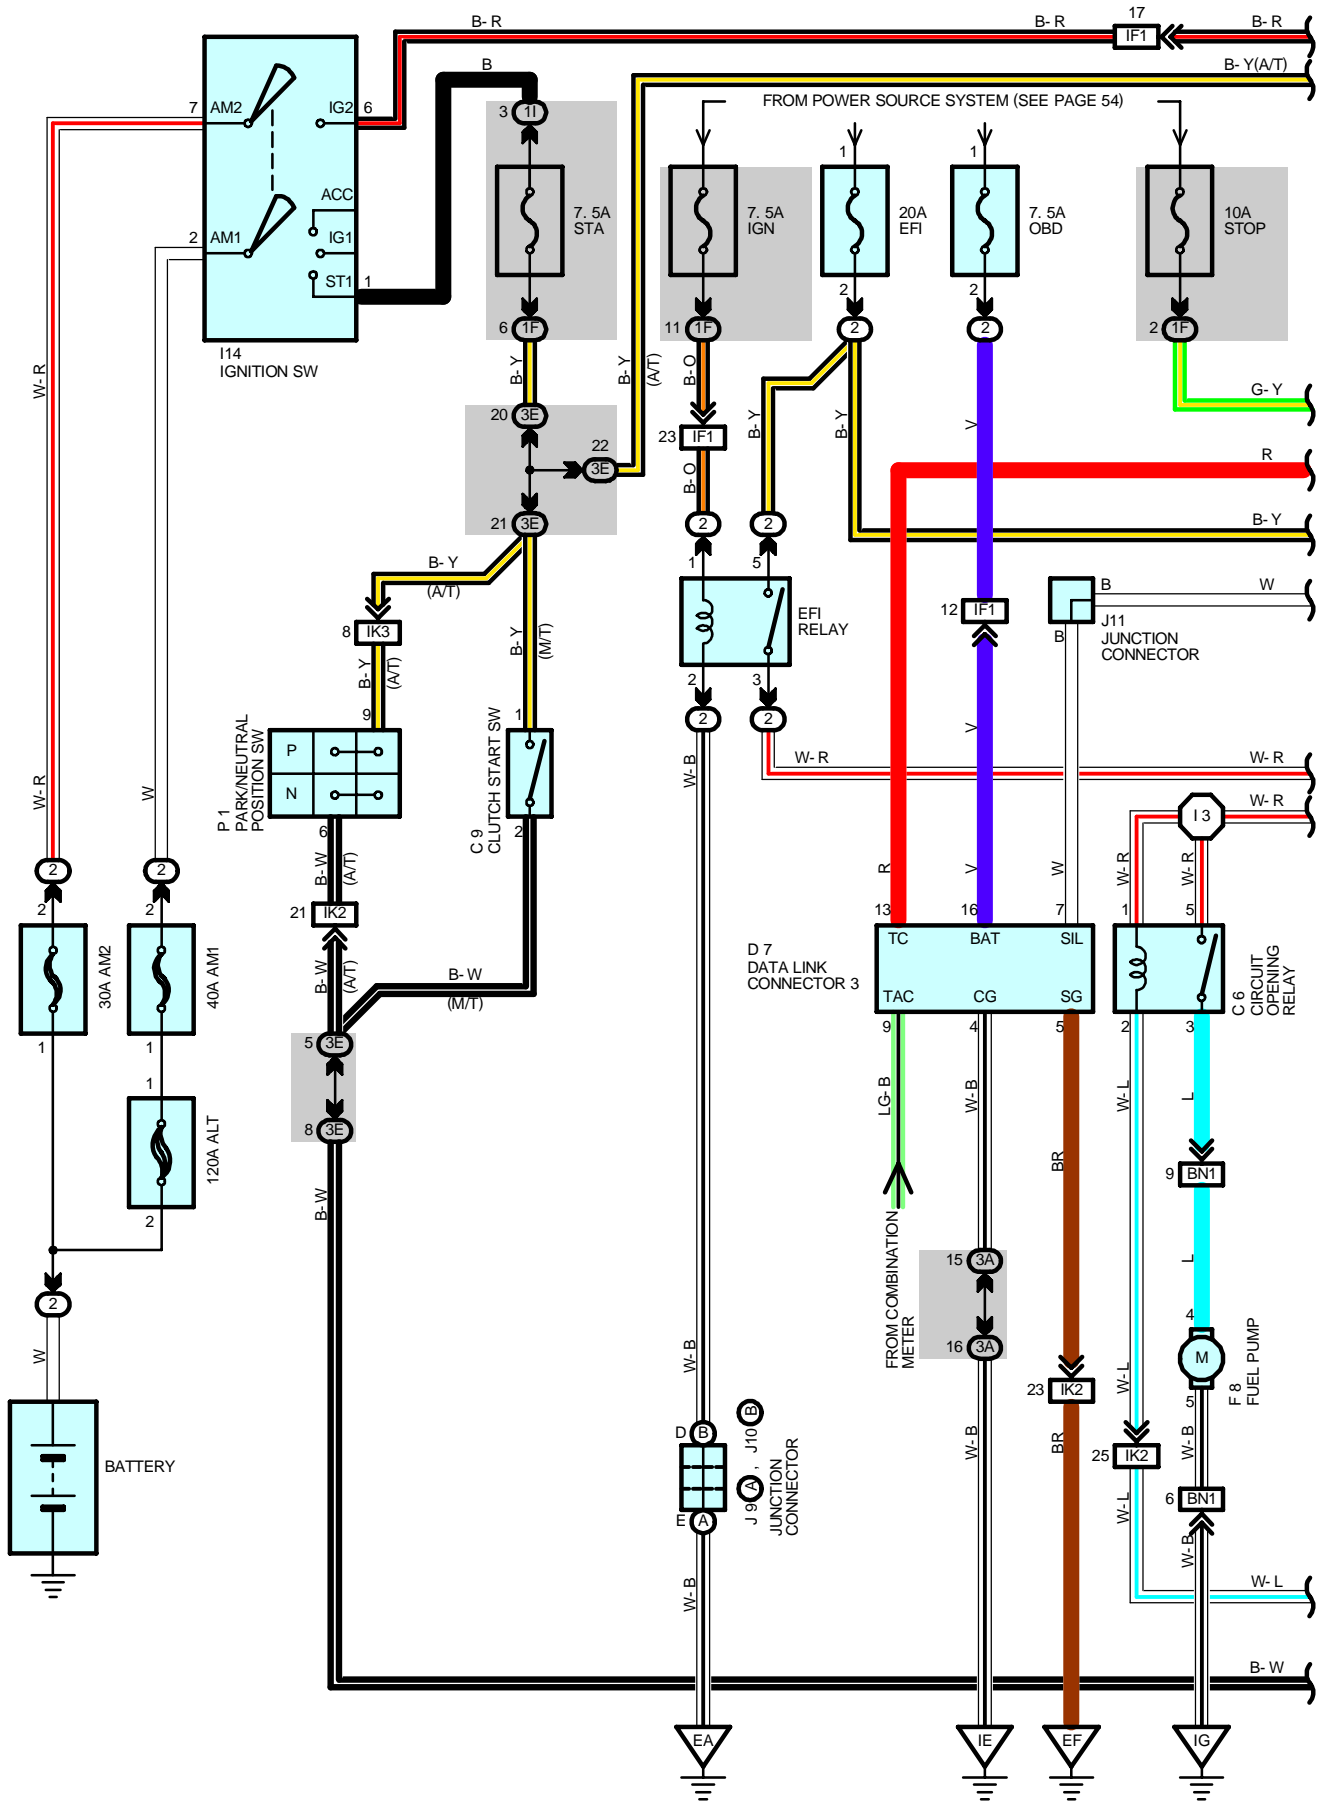 B-R
B-R
17
IF1
B-R
B
B-Y(A/T)
FROM POWER SOURCE SYSTEM (SEE PAGE 54)
7
AM2
IG2
6
ACC
2
AM1
IG1
ST1
1
I14
IGNITION SW
3
1I
7. 5A
STA
6
1F
7. 5A
IGN
11
1F
1
20A
EFI
2
2
1
7. 5A
OBD
2
2
10A
STOP
2
1F
W-R
B-Y
B-Y
(A/T)
B-O
B-Y
B-Y
V
G-Y
20
3E
22
3E
21
3E
23
IF1
B-O
R
2
2
B-Y
B-Y
(A/T)
B-Y
(M/T)
8
IK3
B-Y
(A/T)
1
5
EFI
RELAY
2
3
2
2
12
IF1
B
W
B
J11
JUNCTION
CONNECTOR
9
P
N
6
P 1
PARK/NEUTRAL
POSITION SW
1
2
C 9
CLUTCH START SW
W-R
W
W-B
W-R
V
W-R
W-R
I 3
2
2
2
2
30A AM2
40A AM1
1
1
1
120A ALT
2
B-W
(A/T)
21
IK2
B-W
(A/T)
B-W
(M/T)
5
3E
8
3E
B-W
R
V
W
W-R
W-R
13
16
7
TC
BAT
SIL
TAC
CG
SG
D 7
DATA LINK
CONNECTOR 3
9
4
5
1
5
2
3
C 6
CIRCUIT
OPENING
RELAY
LG-B
W-B
BR
W-L
L
FROM COMBINATION
METER
15
3A
16
3A
9
BN1
L
4
M
5
F 8
FUEL PUMP
2
W
BATTERY
W-B
D
B
E
A
J 9
A
,
J10
B
JUNCTION
CONNECTOR
W-B
W-B
23
IK2
BR
W-L
25
IK2
W-L
W-B
6
BN1
W-B
W-L
B-W
EA
IE
EF
IG